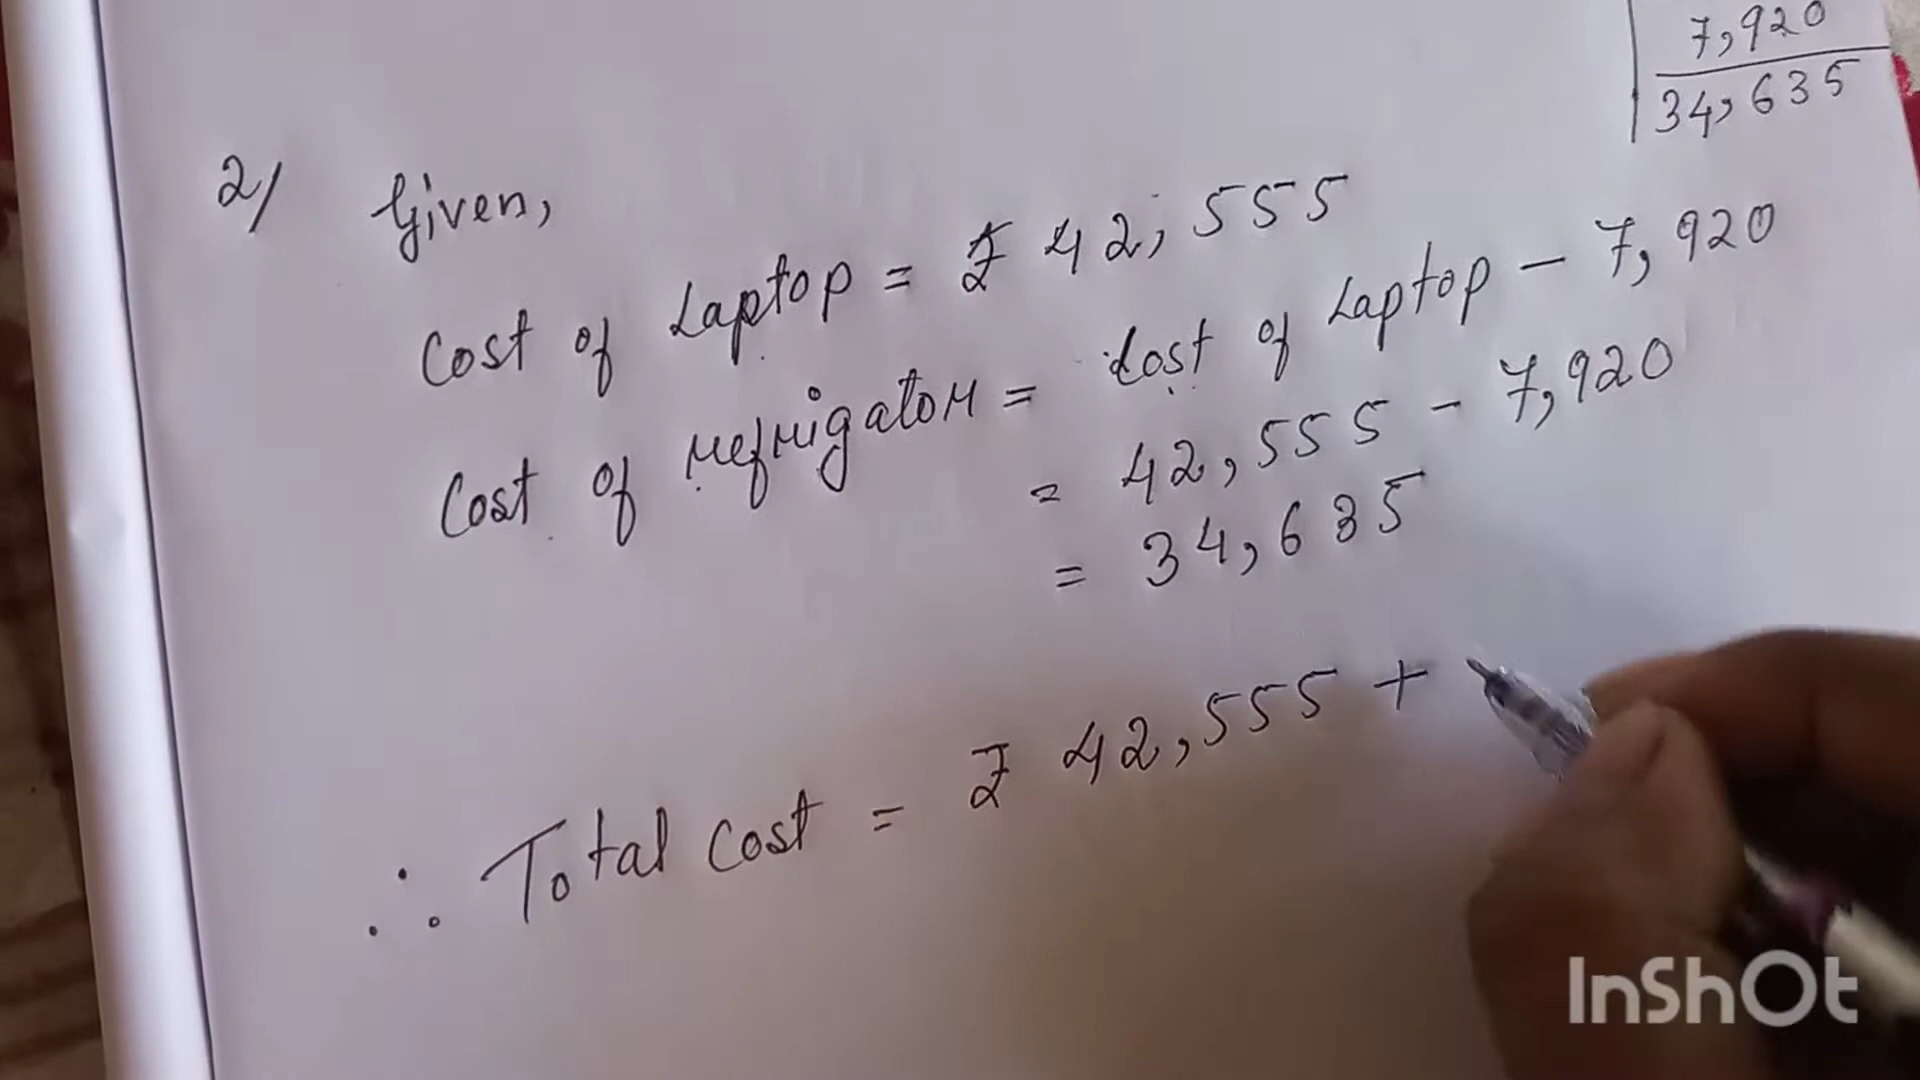 7,920
34,635
2/ Given,
Cost of Laptop = ₹ 42,555
Cost of refrigator = Cost of Laptop - 7,920
= 42,555 - 7,920
= 34,635
∴ Total Cost = ₹ 42,555 +
InShOt